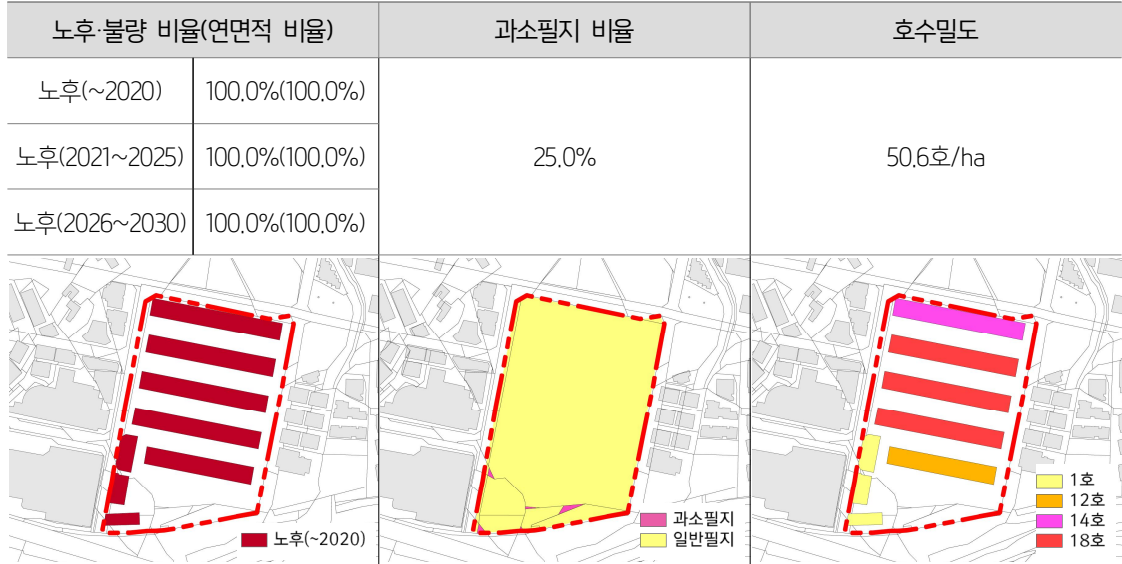 노후·불량 비율(연면적 비율) 과소필지 비율 호수밀도
노후(~2020) 100.0%(100.0%)
노후(2021~2025) 100.0%(100.0%) 25.0% 50.6호/ha
노후(2026~2030) 100.0%(100.0%)
노후(~2020)
과소필지
일반필지
1호
12호
14호
18호